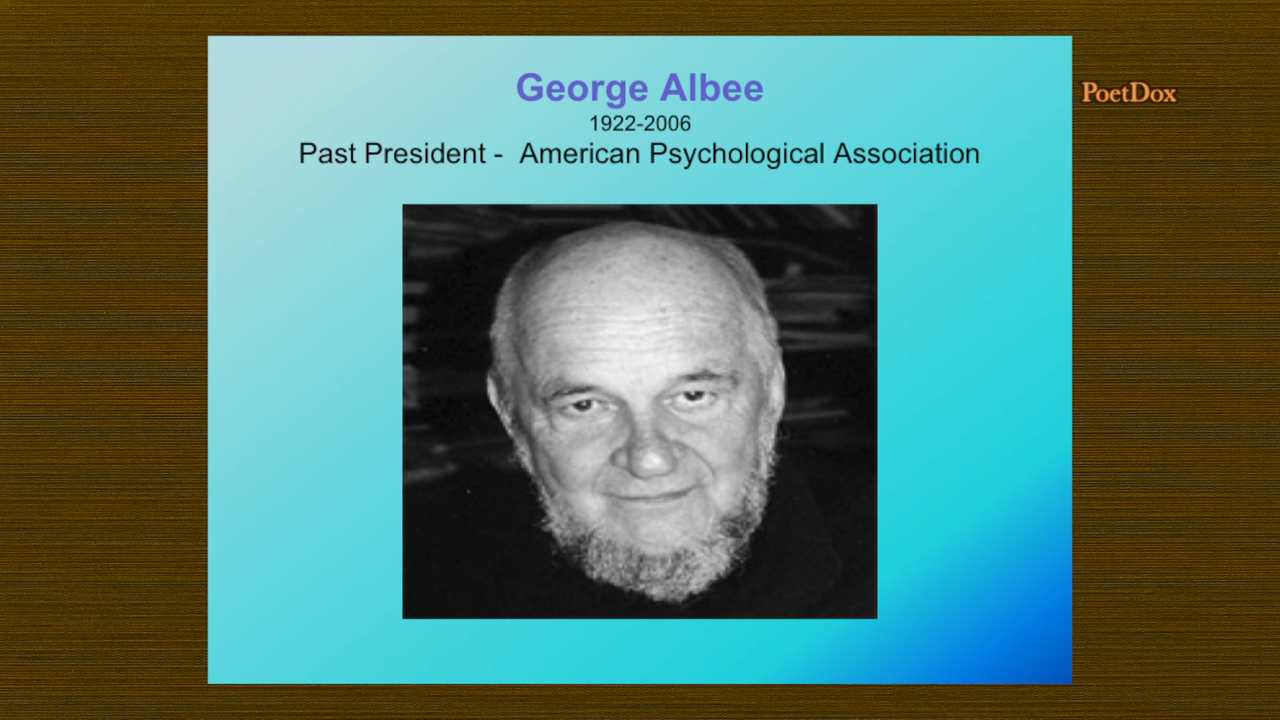 George Albee
1922-2006
Past President -  American Psychological Association
PoetDox